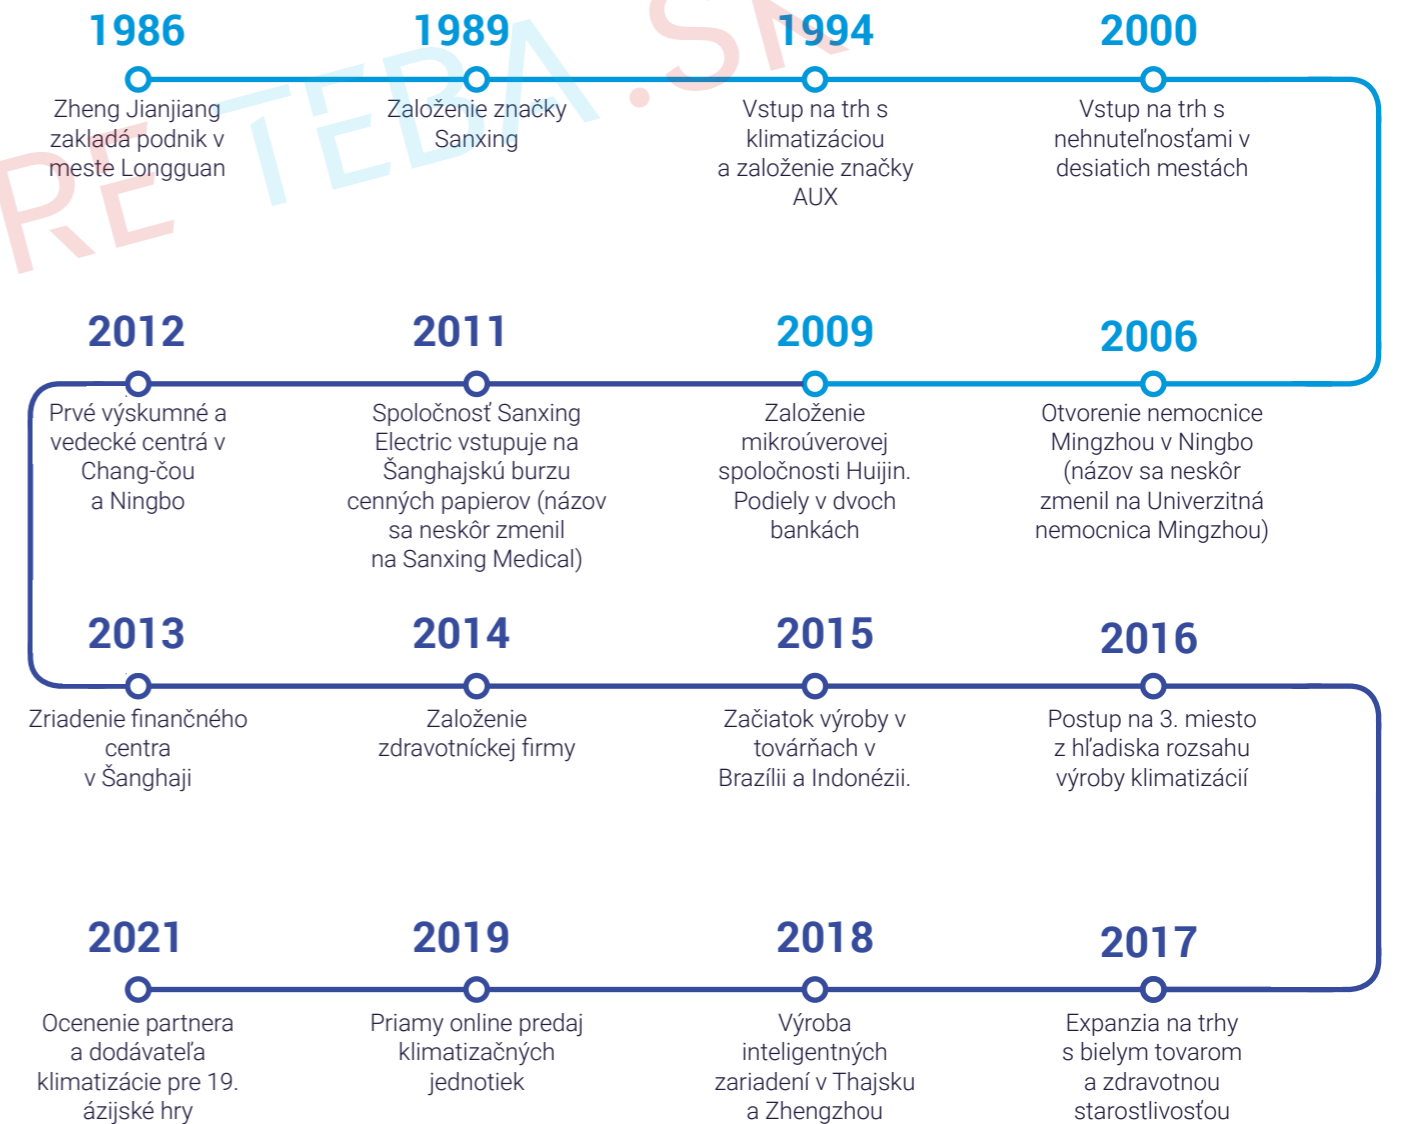 1986
Zheng Jianjiang
zakladá podnik v
meste Longguan
1989
Založenie značky
Sanxing
1994
Vstup na trh s
klimatizáciou
a založenie značky
AUX
2000
Vstup na trh s
nehnuteľnosťami v
desiatich mestách
RE TEBA.SK
2012
Prvé výskumné a
vedecké centrá v
Chang-čou
a Ningbo
2011
Spoločnosť Sanxing
Electric vstupuje na
Šanghajskú burzu
cenných papierov (názov
sa neskôr zmenil
na Sanxing Medical)
2009
Založenie
mikroúverovej
spoločnosti Huijin.
Podiely v dvoch
bankách
2006
Otvorenie nemocnice
Mingzhou v Ningbo
(názov sa neskôr
zmenil na Univerzitná
nemocnica Mingzhou)
2013
Zriadenie finančného
centra
v Šanghaji
2014
Založenie
zdravotníckej firmy
2015
Začiatok výroby v
továrňach v
Brazílii a Indonézii.
2016
Postup na 3. miesto
z hľadiska rozsahu
výroby klimatizácií
2021
Ocenenie partnera
a dodávateľa
klimatizácie pre 19.
ázijské hry
2019
Priamy online predaj
klimatizačných
jednotiek
2018
Výroba
inteligentných
zariadení v Thajsku
a Zhengzhou
2017
Expanzia na trhy
s bielym tovarom
a zdravotnou
starostlivosťou